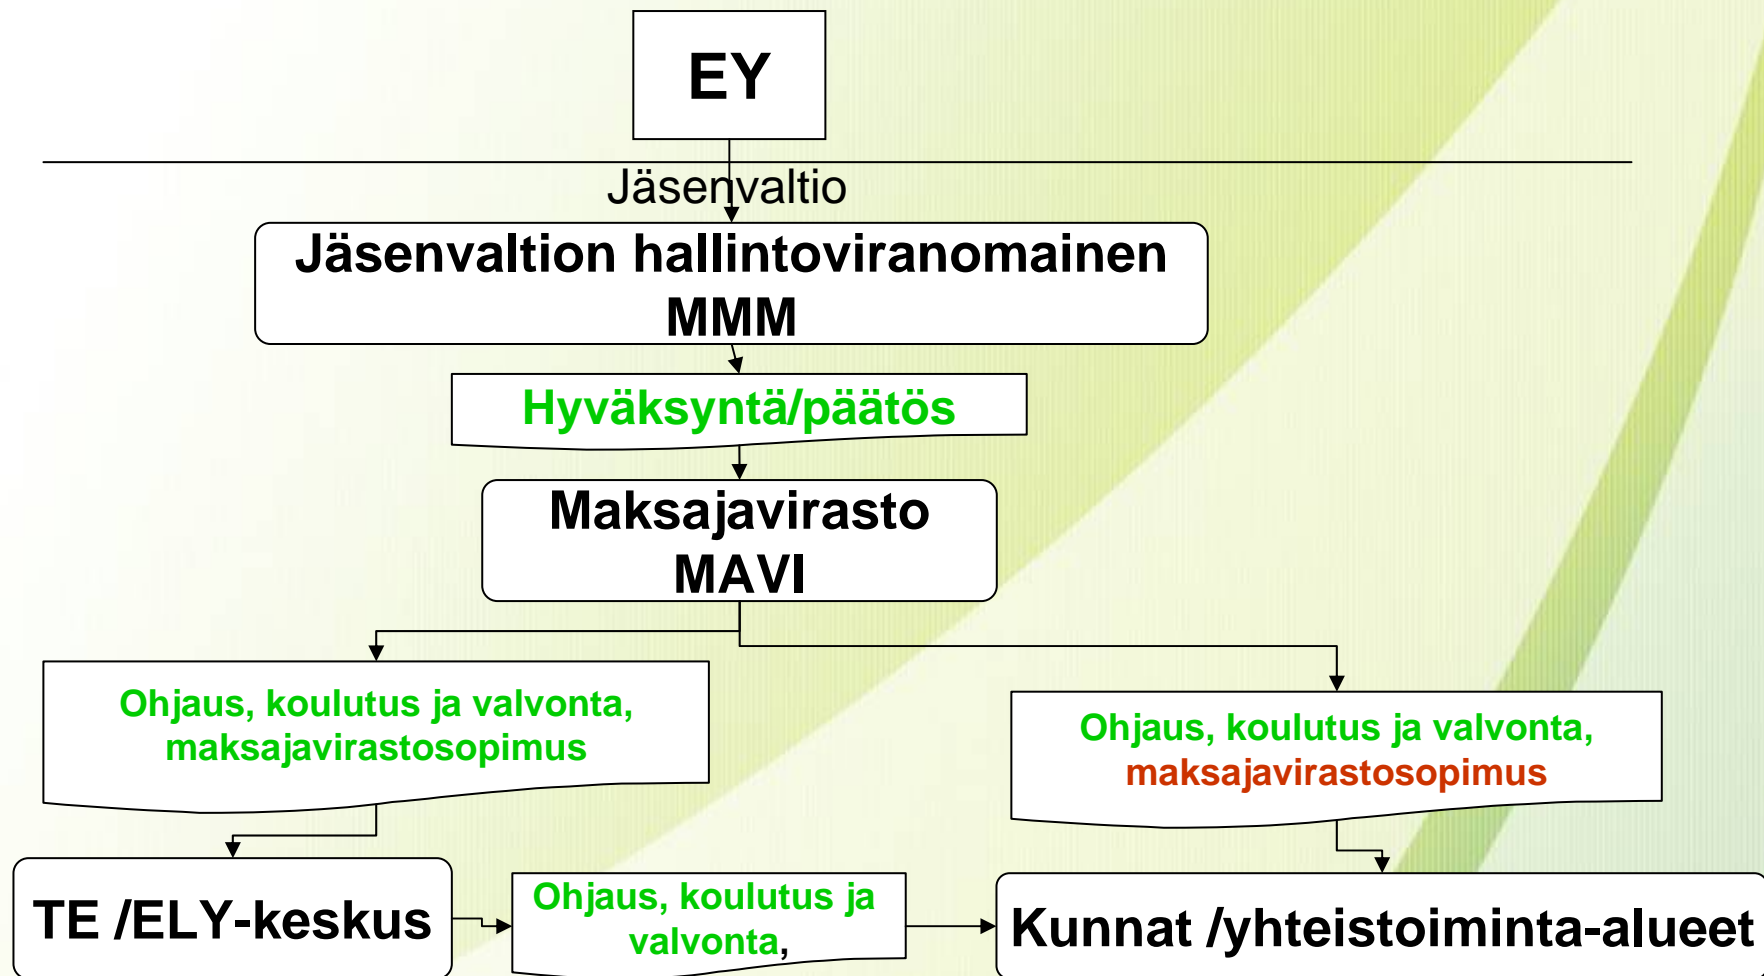 EY
Jäsenvaltio
Jäsenvaltion hallintoviranomainen
MMM
Hyväksyntä/päätös
Maksajavirasto
MAVI
Ohjaus, koulutus ja valvonta,
maksajavirastosopimus
Ohjaus, koulutus ja valvonta,
maksajavirastosopimus
TE /ELY-keskus
Ohjaus, koulutus ja
valvonta,
Kunnat /yhteistoiminta-alueet